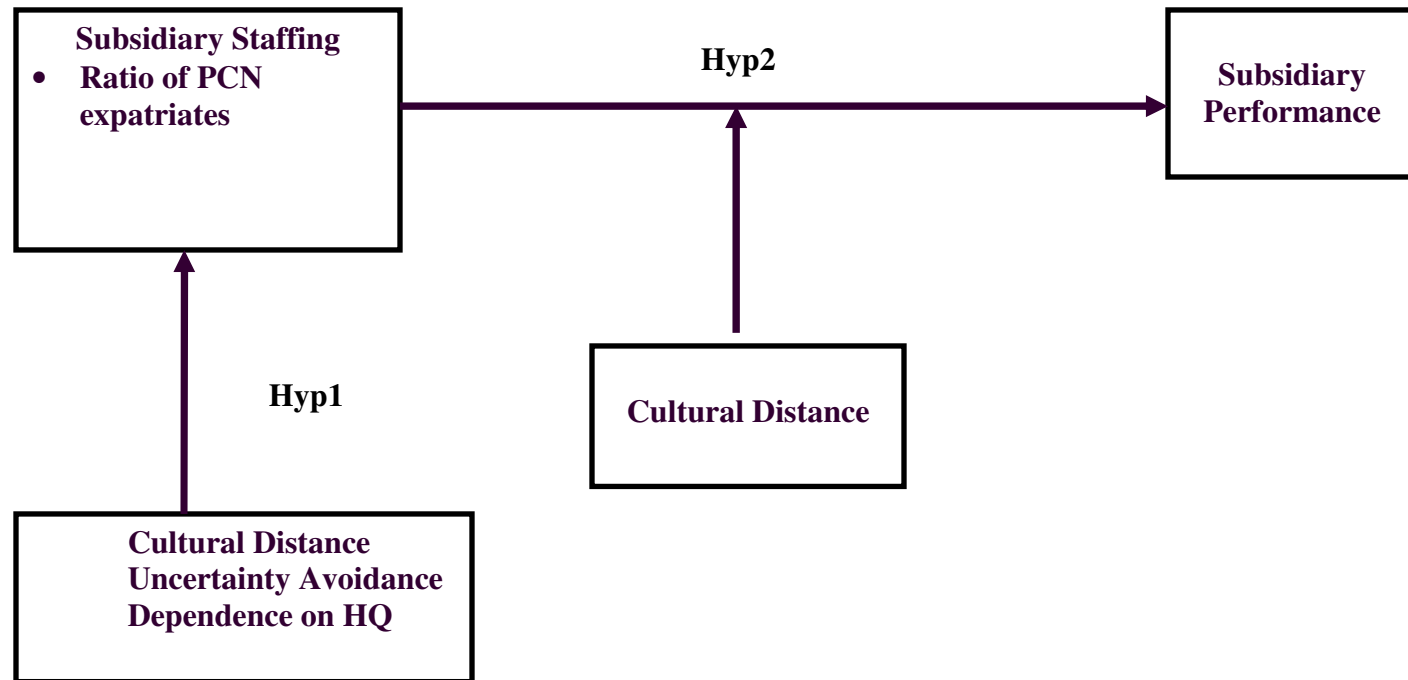 Subsidiary Staffing
• Ratio of PCN
expatriates
Hyp2
Subsidiary
Performance
Hyp1
Cultural Distance
Cultural Distance
Uncertainty Avoidance
Dependence on HQ